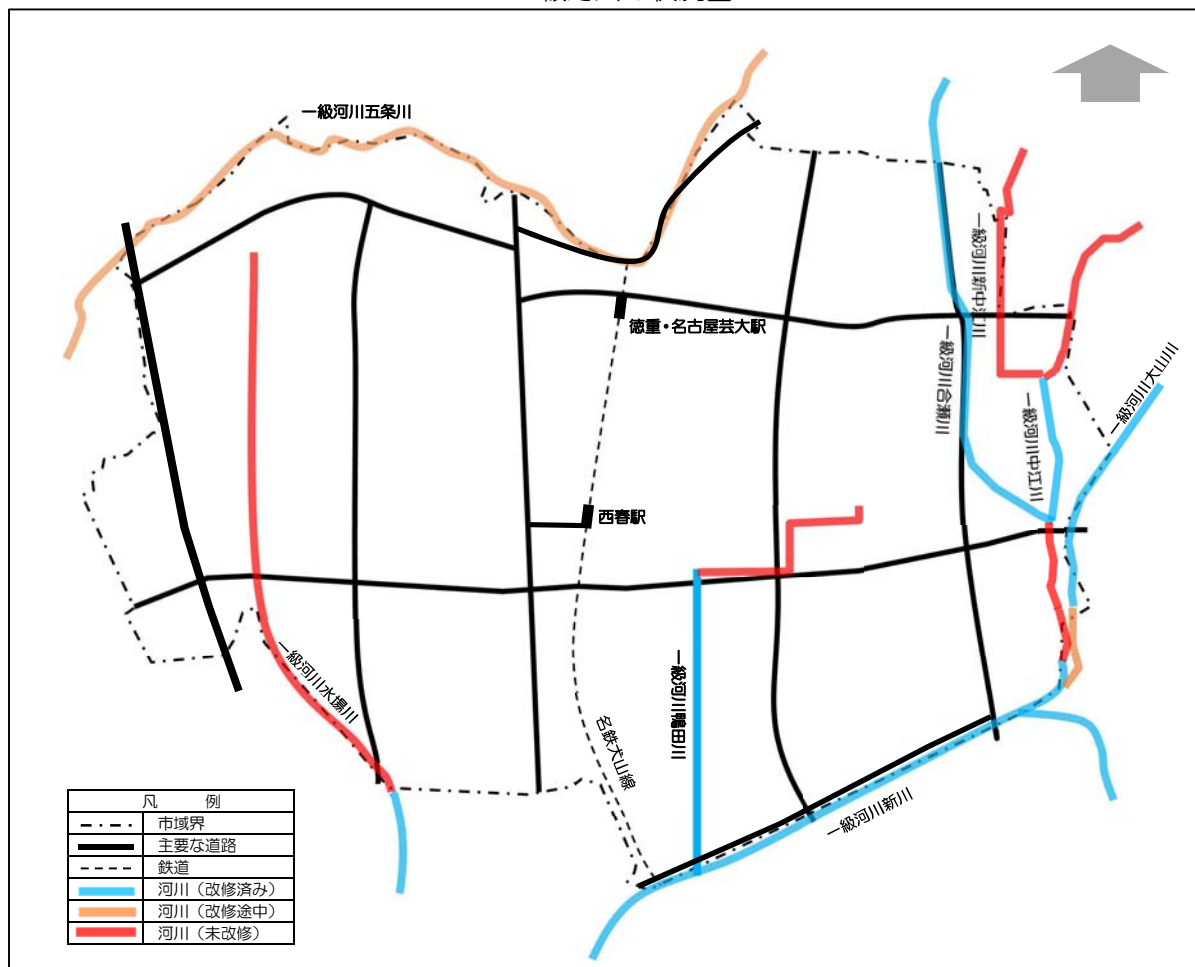 一級河川五条川
一級河川新中江川
徳重・名古屋芸大駅
一級河川合瀬川
一級河川大山川
一級河川中江川
西春駅
一級河川水場川
一級河川鴨田川
名鉄犬山線
一級河川新川
凡　例
市域界
主要な道路
鉄道
河川（改修済み）
河川（改修途中）
河川（未改修）